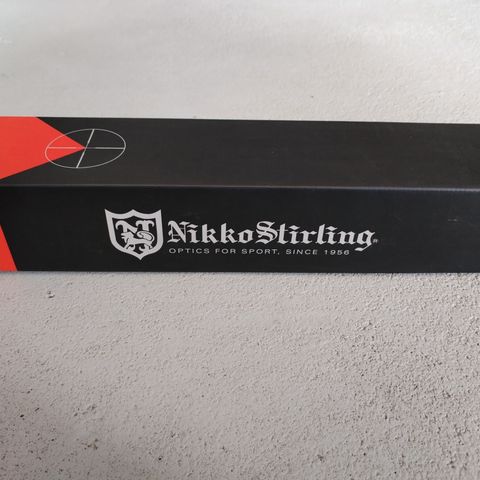 NikkoStirling®
OPTICS FOR SPORT, SINCE 1956